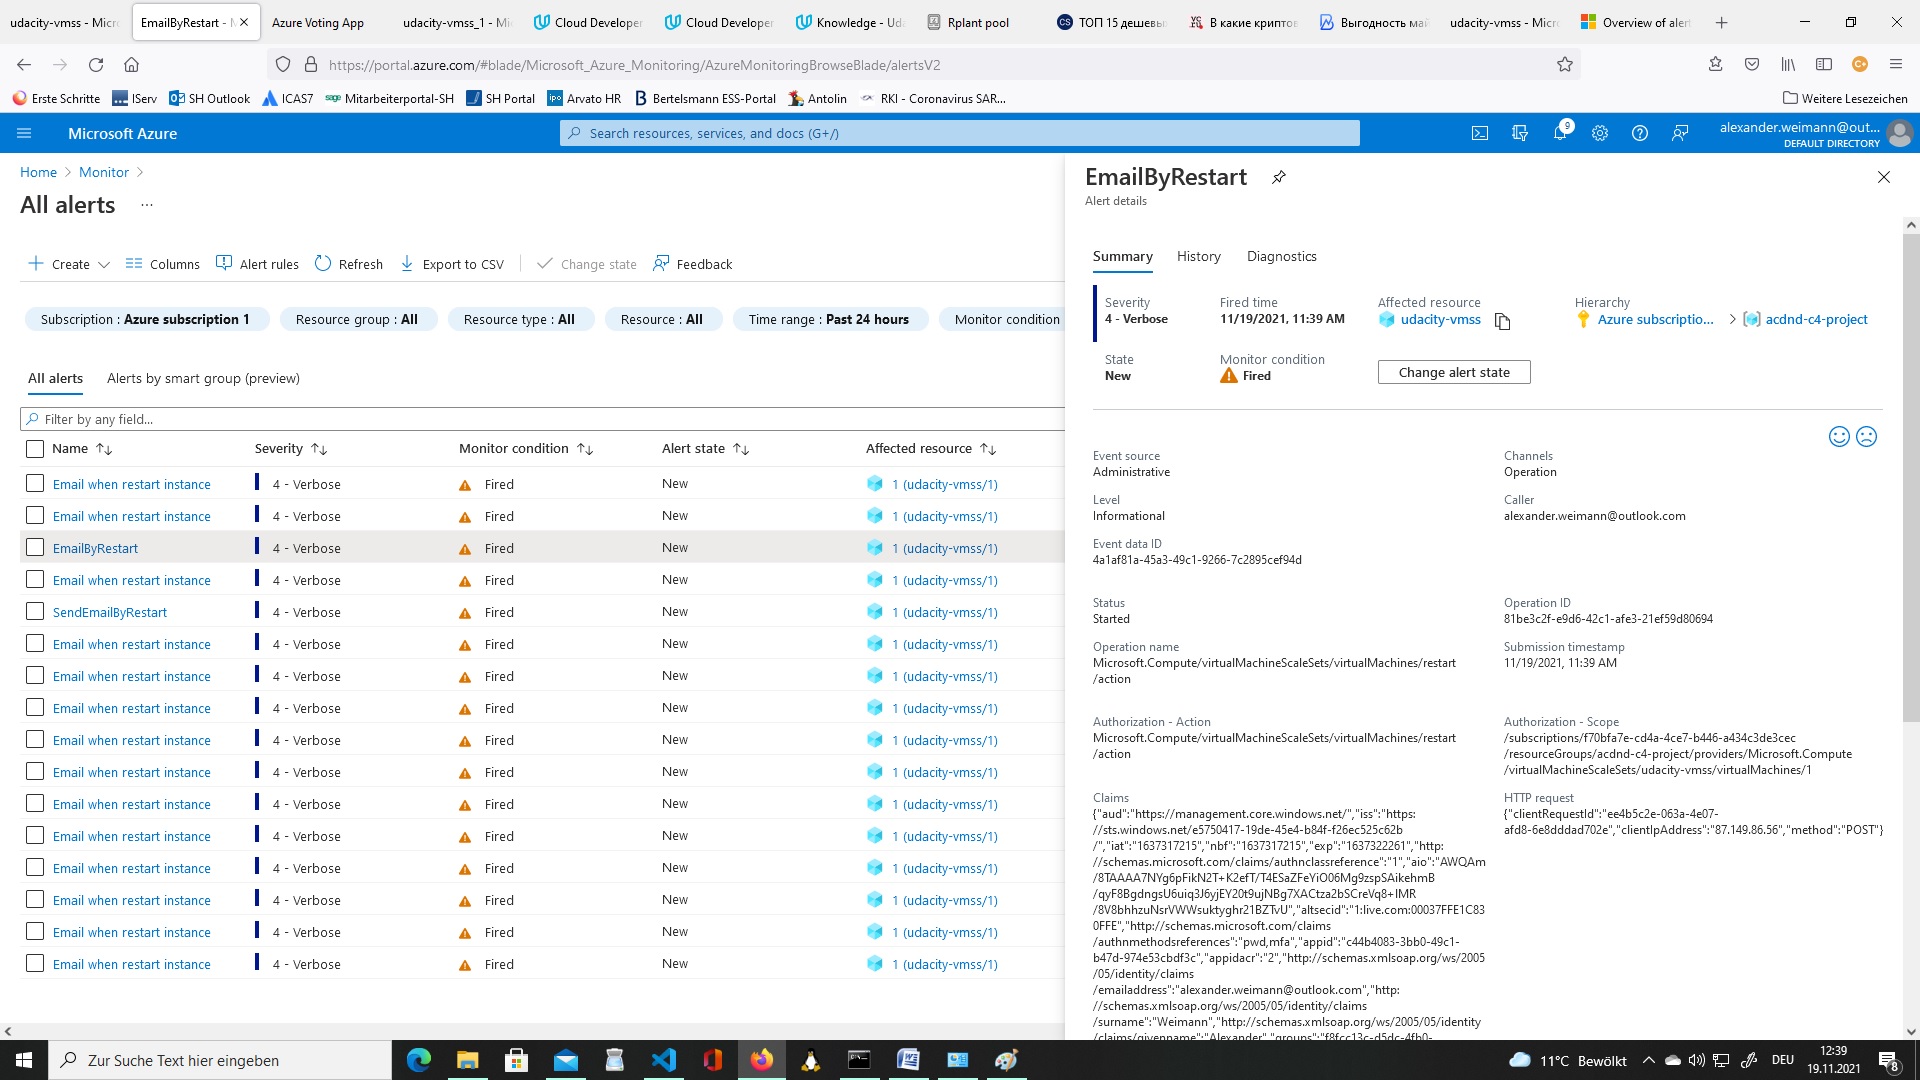 udacity-vmss - Micro
EmailByRestart - M
Azure Voting App
udacity-vmss_1 - Mic
Cloud Developer
Cloud Developer
Knowledge - Uda
Rplant pool
ТОП 15 дешевы
В какие криптов
Выгодность май
udacity-vmss - Micro
Overview of aler
https://portal.azure.com/#blade/Microsoft_Azure_Monitoring/AzureMonitoringBrowseBlade/alertsV2
Erste Schritte
IServ
SH Outlook
ICAS7
Mitarbeiterportal-SH
SH Portal
Arvato HR
Bertelsmann ESS-Portal
Antolin
RKI - Coronavirus SAR...
Weitere Lesezeichen
Microsoft Azure
Search resources, services, and docs (G+/)
9
alexander.weimann@out...
DEFAULT DIRECTORY
Home > Monitor >
All alerts ...
Create
Columns
Alert rules
Refresh
Export to CSV
Change state
Feedback
Subscription : Azure subscription 1
Resource group : All
Resource type : All
Resource : All
Time range : Past 24 hours
Monitor condition
All alerts
Alerts by smart group (preview)
Filter by any field...
Name Severity Monitor condition Alert state Affected resource
Email when restart instance 4 - Verbose Fired New 1 (udacity-vmss/1)
Email when restart instance 4 - Verbose Fired New 1 (udacity-vmss/1)
EmailByRestart 4 - Verbose Fired New 1 (udacity-vmss/1)
Email when restart instance 4 - Verbose Fired New 1 (udacity-vmss/1)
SendEmailByRestart 4 - Verbose Fired New 1 (udacity-vmss/1)
Email when restart instance 4 - Verbose Fired New 1 (udacity-vmss/1)
Email when restart instance 4 - Verbose Fired New 1 (udacity-vmss/1)
Email when restart instance 4 - Verbose Fired New 1 (udacity-vmss/1)
Email when restart instance 4 - Verbose Fired New 1 (udacity-vmss/1)
Email when restart instance 4 - Verbose Fired New 1 (udacity-vmss/1)
Email when restart instance 4 - Verbose Fired New 1 (udacity-vmss/1)
Email when restart instance 4 - Verbose Fired New 1 (udacity-vmss/1)
Email when restart instance 4 - Verbose Fired New 1 (udacity-vmss/1)
Email when restart instance 4 - Verbose Fired New 1 (udacity-vmss/1)
Email when restart instance 4 - Verbose Fired New 1 (udacity-vmss/1)
Email when restart instance 4 - Verbose Fired New 1 (udacity-vmss/1)
EmailByRestart
Alert details
Summary
History
Diagnostics
Severity
4 - Verbose
Fired time
11/19/2021, 11:39 AM
Affected resource
udacity-vmss
Hierarchy
Azure subscriptio... > acdnd-c4-project
State
New
Monitor condition
Fired
Change alert state
Event source
Administrative
Channels
Operation
Level
Informational
Caller
alexander.weimann@outlook.com
Event data ID
4a1af81a-45a3-49c1-9266-7c2895cef94d
Status
Started
Operation ID
81be3c2f-e9d6-42c1-afe3-21ef59d80694
Operation name
Microsoft.Compute/virtualMachineScaleSets/virtualMachines/restart
/action
Submission timestamp
11/19/2021, 11:39 AM
Authorization - Action
Microsoft.Compute/virtualMachineScaleSets/virtualMachines/restart
/action
Authorization - Scope
/subscriptions/f70bfa7e-cd4a-4ce7-b446-a434c3de3cec
/resourceGroups/acdnd-c4-project/providers/Microsoft.Compute
/virtualMachineScaleSets/udacity-vmss/virtualMachines/1
Claims
{"aud":"https://management.core.windows.net/","iss":"https:
//sts.windows.net/e5750417-19de-45e4-b84f-f26ec525c62b
/","iat":"1637317215","nbf":"1637317215","exp":"1637322261","http:
//schemas.microsoft.com/claims/authnclassreference":"1","aio":"AWQAm
/8TAAAA7NYg6pFikN2T+K2efT/T4ESaZFeYiO06Mg9zspSAikehmB
/qyF8BgdngsU6uiq3J6yjEY20t9ujNBg7XACtza2bSCreVq8+IMR
/8V8bhhzuNsrVWWsuktyghr21BZTvU","altsecid":"1:live.com:00037FFE1C83
0FFE","http://schemas.microsoft.com/claims
/authnmethodsreferences":"pwd,mfa","appid":"c44b4083-3bb0-49c1-
b47d-974e53cbdf3c","appidacr":"2","http://schemas.xmlsoap.org/ws/2005
/05/identity/claims
/emailaddress":"alexander.weimann@outlook.com","http:
//schemas.xmlsoap.org/ws/2005/05/identity/claims
/surname":"Weimann","http://schemas.xmlsoap.org/ws/2005/05/identity
/claims/givenname":"Alexander","groups":"f8fcc13c-d5dc-4fb0-
HTTP request
{"clientRequestId":"ee4b5c2e-063a-4e07-
afd8-6e8dddad702e","clientIpAddress":"87.149.86.56","method":"POST"}
Zur Suche Text hier eingeben
11°C Bewölkt
DEU
12:39
19.11.2021
8